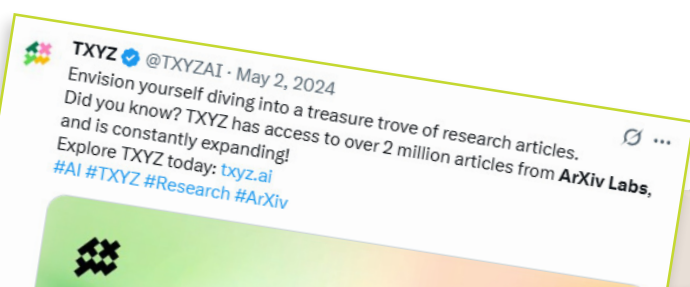 TXYZ @TXYZAI · May 2, 2024
Envision yourself diving into a treasure trove of research articles.
Did you know? TXYZ has access to over 2 million articles from ArXiv Labs,
and is constantly expanding!
Explore TXYZ today: txyz.ai
#AI #TXYZ #Research #ArXiv